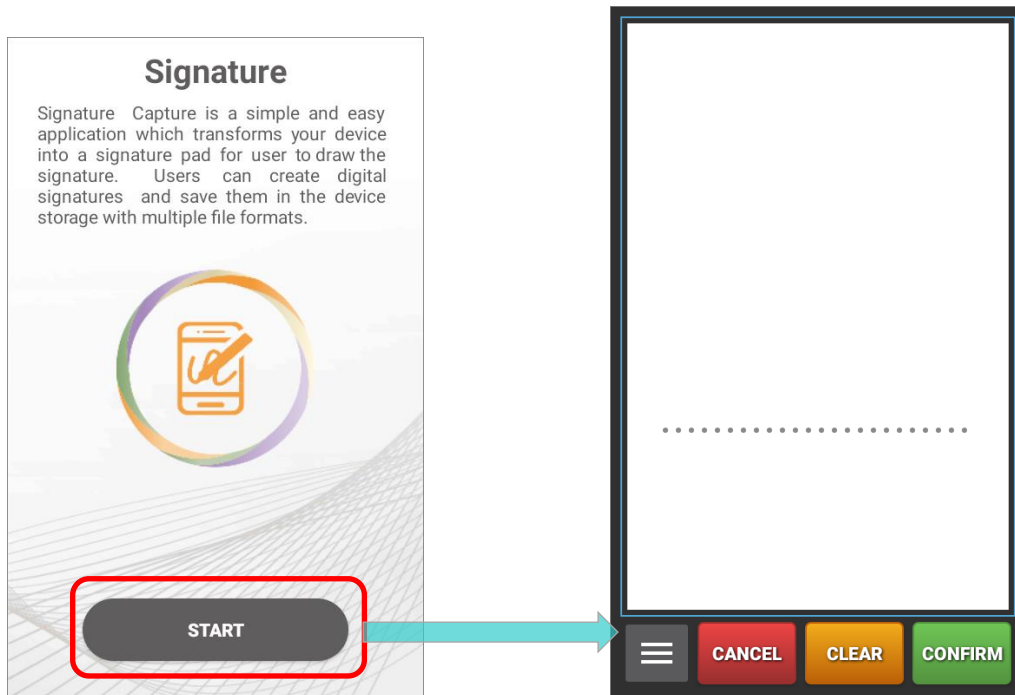 Signature
Signature Capture is a simple and easy
application which transforms your device
into a signature pad for user to draw the
signature. Users can create digital
signatures and save them in the device
storage with multiple file formats.
START
CANCEL CLEAR CONFIRM